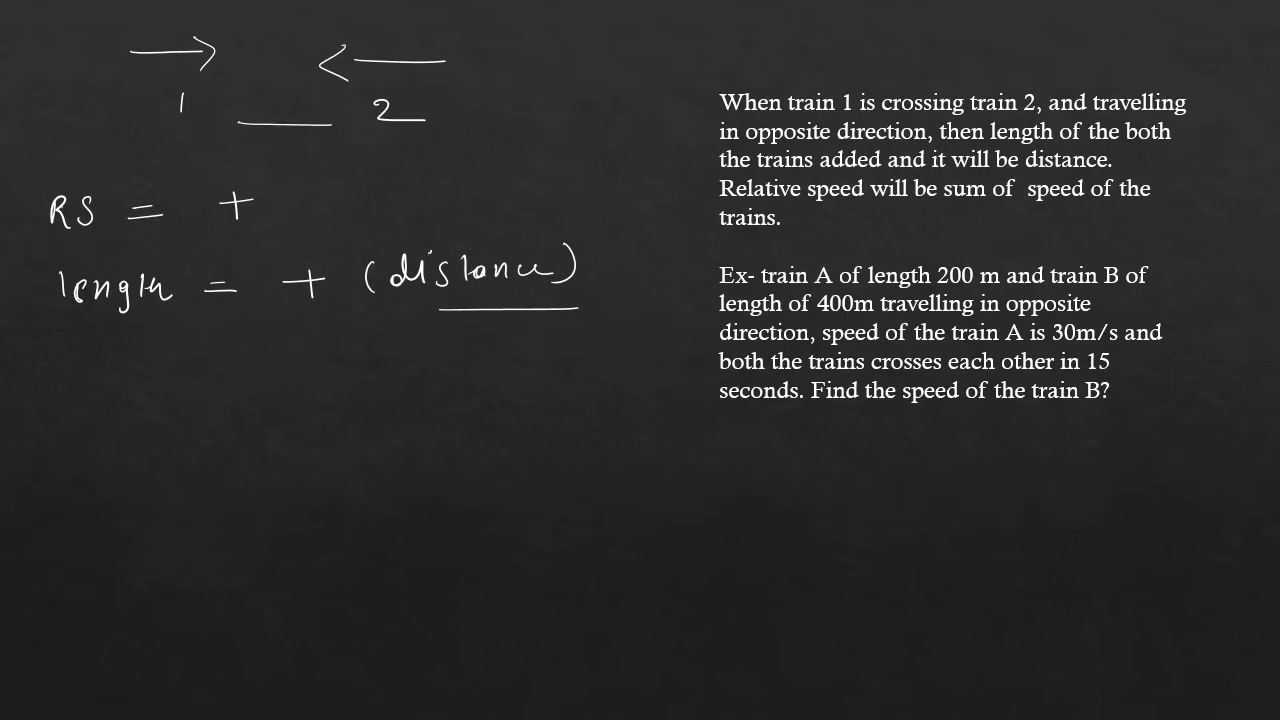 1 2
RS = +
length = + (distance)
When train 1 is crossing train 2, and travelling
in opposite direction, then length of the both
the trains added and it will be distance.
Relative speed will be sum of speed of the
trains.
Ex- train A of length 200 m and train B of
length of 400m travelling in opposite
direction, speed of the train A is 30m/s and
both the trains crosses each other in 15
seconds. Find the speed of the train B?